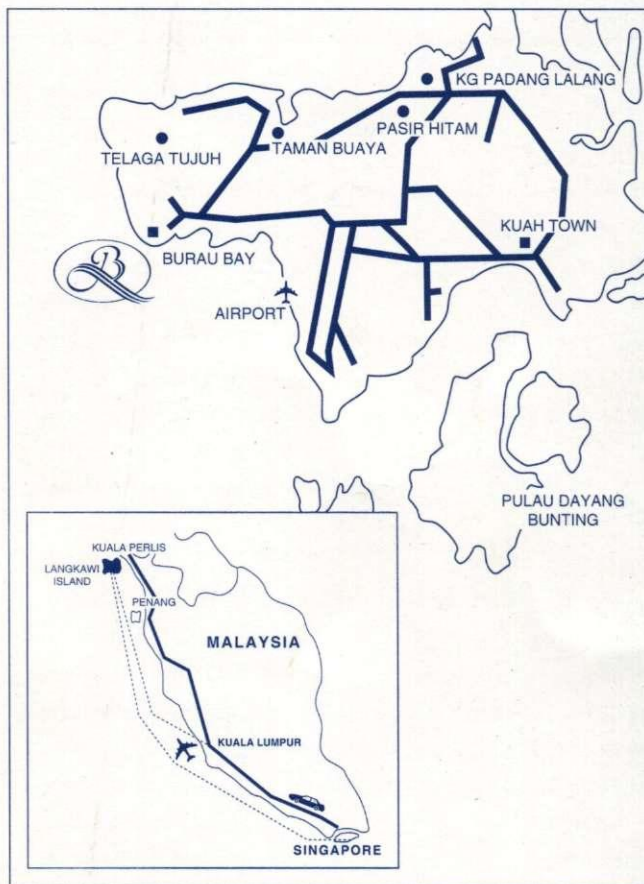 KG PADANG LALANG
PASIR HITAM
TAMAN BUAYA
TELAGA TUJUH
KUAH TOWN
BURAU BAY
B
AIRPORT
PULAU DAYANG
BUNTING
KUALA PERLIS
LANGKAWI
ISLAND
PENANG
MALAYSIA
KUALA LUMPUR
SINGAPORE